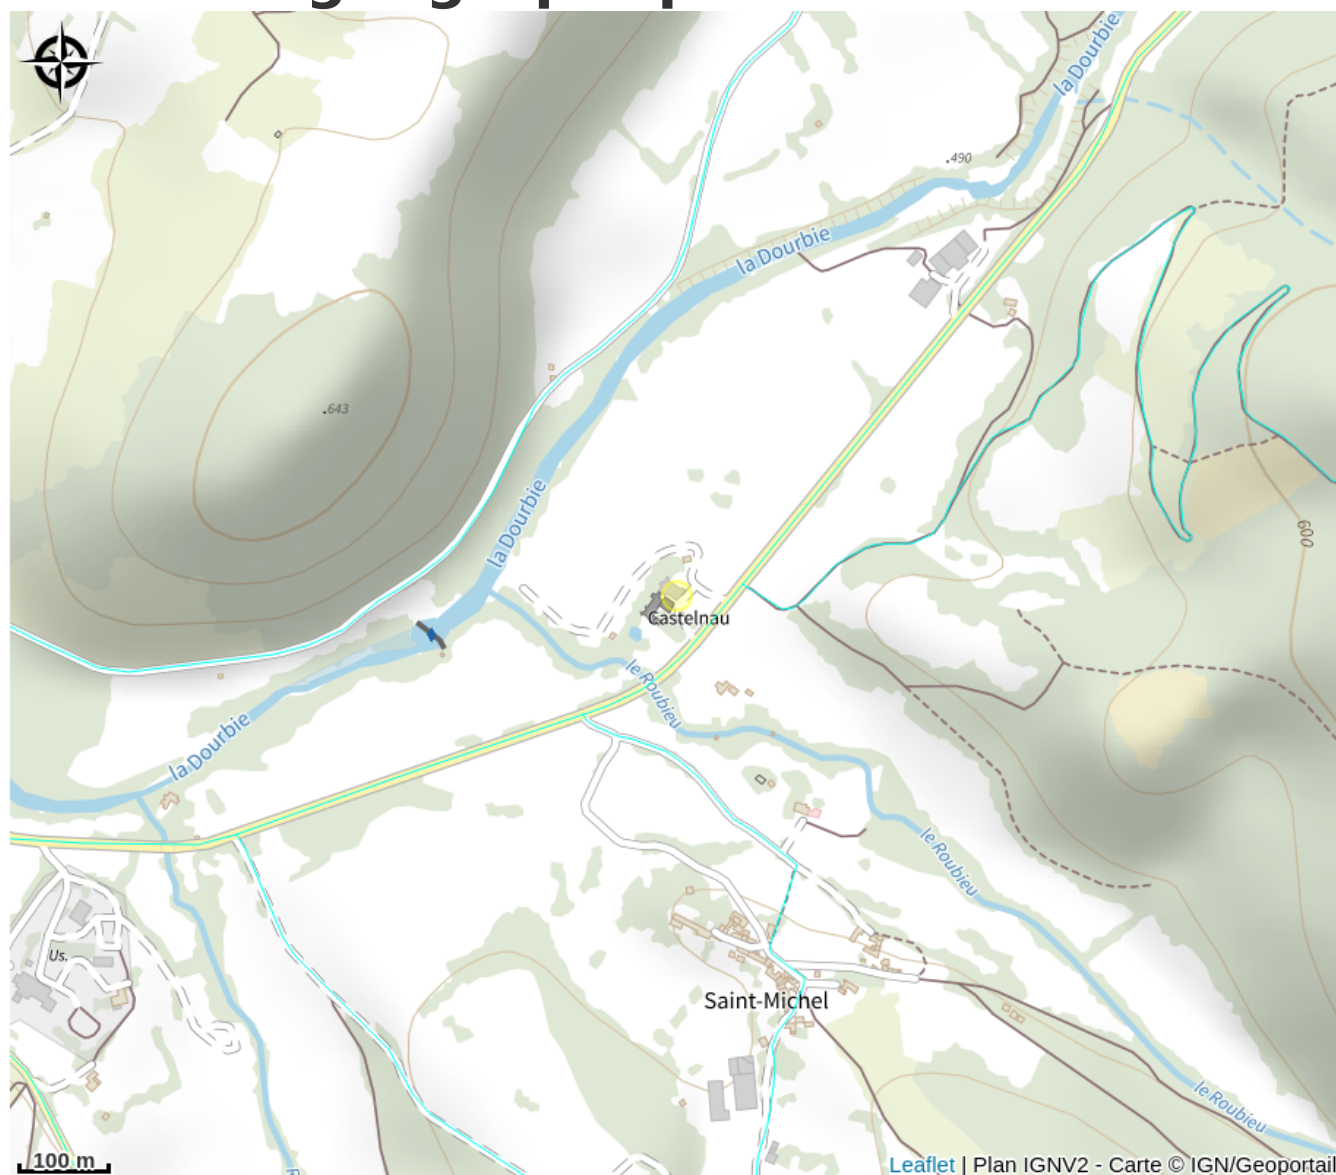 la Dourbie
.490
la Dourbie
.643
la Dourbie
600
Castelnau
le Roubieu
la Dourbie
le Roubieu
Us.
Saint-Michel
le Roubieu
100 m
Leaflet | Plan IGNV2 - Carte © IGN/Geoportail